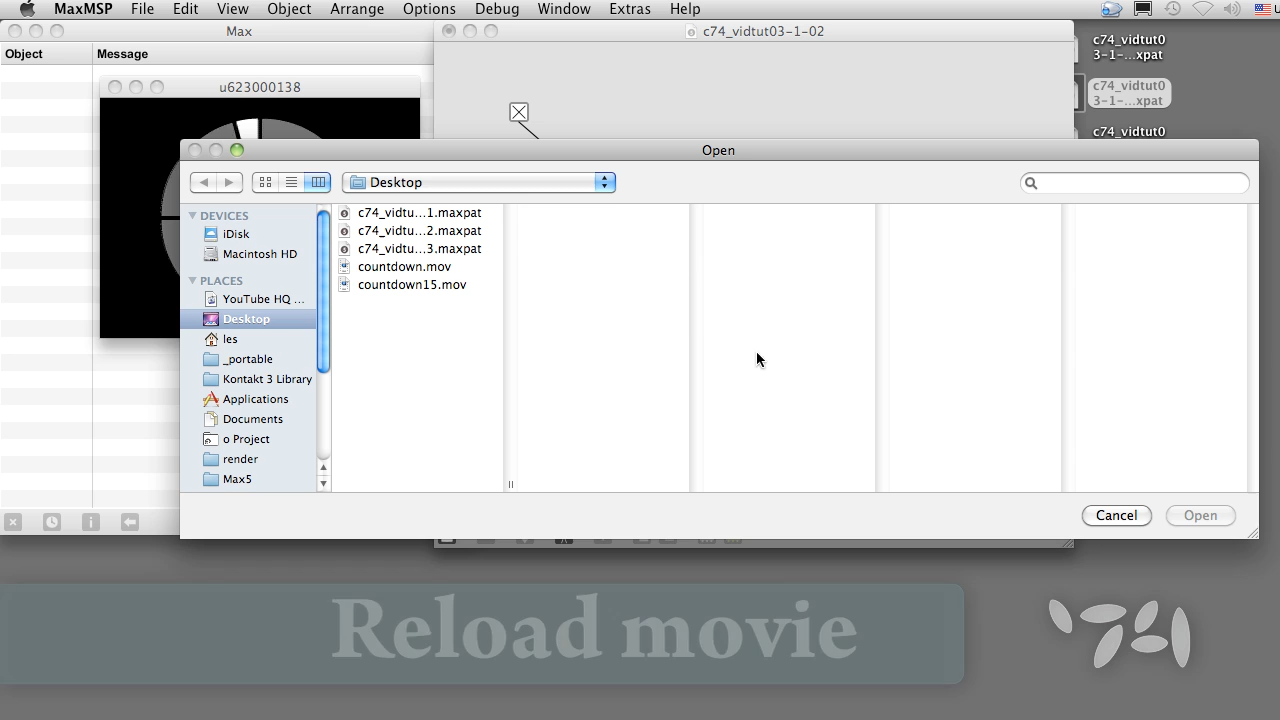 MaxMSP File Edit View Object Arrange Options Debug Window Extras Help
Max
c74_vidtut03-1-02
Object Message
u623000138
c74_vidtut0
3-1-...xpat
c74_vidtut0
3-1-...xpat
c74_vidtut0
Open
Desktop
DEVICES
iDisk
Macintosh HD
PLACES
YouTube HQ ...
Desktop
les
_portable
Kontakt 3 Library
Applications
Documents
o Project
render
Max5
c74_vidtu...1.maxpat
c74_vidtu...2.maxpat
c74_vidtu...3.maxpat
countdown.mov
countdown15.mov
Cancel Open
Reload movie